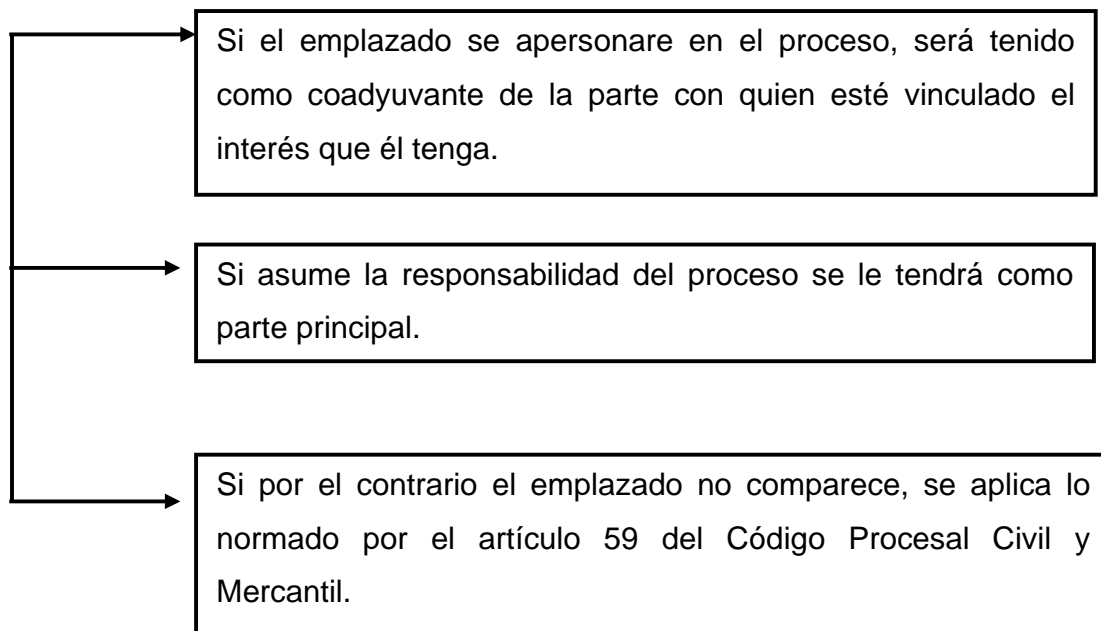 Si el emplazado se apersonare en el proceso, será tenido
como coadyuvante de la parte con quien esté vinculado el
interés que él tenga.
Si asume la responsabilidad del proceso se le tendrá como
parte principal.
Si por el contrario el emplazado no comparece, se aplica lo
normado por el artículo 59 del Código Procesal Civil y
Mercantil.